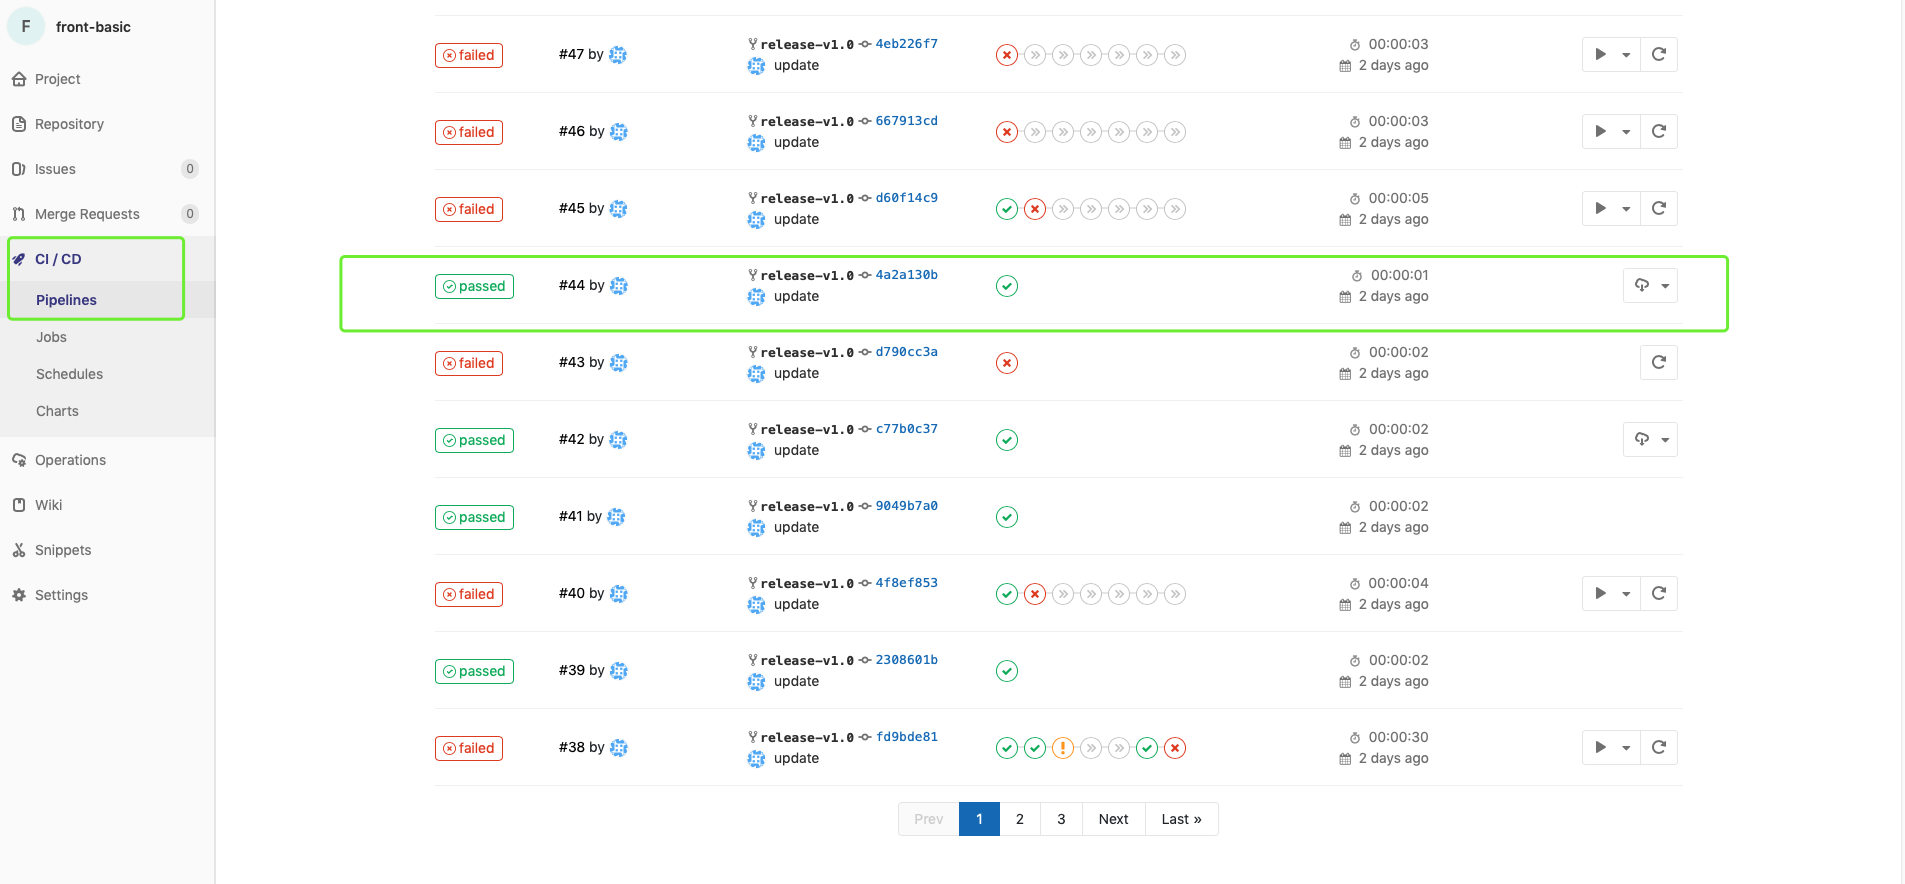 F front-basic
Project
Repository
Issues 0
Merge Requests 0
CI / CD
Pipelines
Jobs
Schedules
Charts
Operations
Wiki
Snippets
Settings
failed #47 by release-v1.0 4eb226f7 00:00:03
update 2 days ago
failed #46 by release-v1.0 667913cd 00:00:03
update 2 days ago
failed #45 by release-v1.0 d60f14c9 00:00:05
update 2 days ago
passed #44 by release-v1.0 4a2a130b 00:00:01
update 2 days ago
failed #43 by release-v1.0 d790cc3a 00:00:02
update 2 days ago
passed #42 by release-v1.0 c77b0c37 00:00:02
update 2 days ago
passed #41 by release-v1.0 9049b7a0 00:00:02
update 2 days ago
failed #40 by release-v1.0 4f8ef853 00:00:04
update 2 days ago
passed #39 by release-v1.0 2308601b 00:00:02
update 2 days ago
failed #38 by release-v1.0 fd9bde81 00:00:30
update 2 days ago
Prev 1 2 3 Next Last »